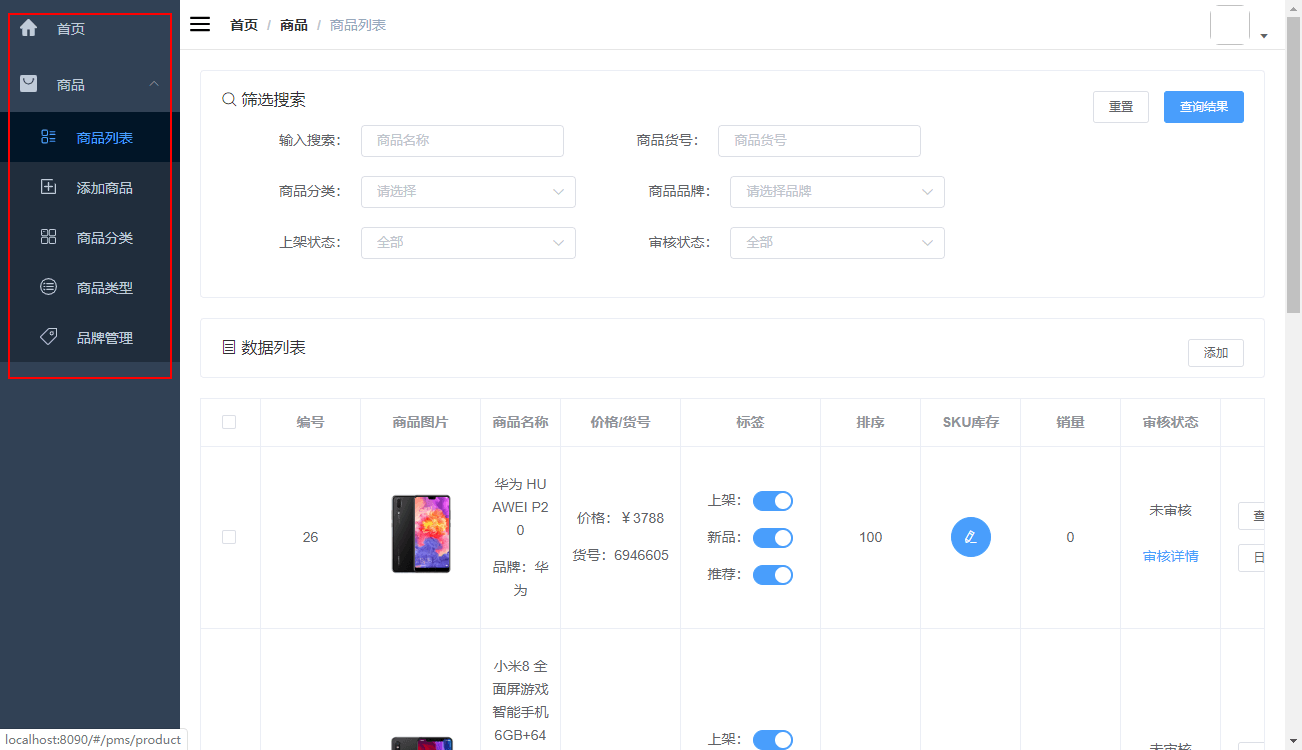 首页
商品
商品列表
添加商品
商品分类
商品类型
品牌管理
首页 / 商品 / 商品列表
筛选搜索
重置
查询结果
输入搜索： 商品名称
商品货号： 商品货号
商品分类： 请选择
商品品牌： 请选择品牌
上架状态： 全部
审核状态： 全部
数据列表
添加
编号 商品图片 商品名称 价格/货号 标签 排序 SKU库存 销量 审核状态
26
华为 HU
AWEI P2
0
品牌：华
为
价格：￥3788
货号：6946605
上架：
新品：
推荐：
100
0
未审核
审核详情
查
日
小米8 全
面屏游戏
智能手机
6GB+64
上架：
未审核
localhost:8090/#/pms/product